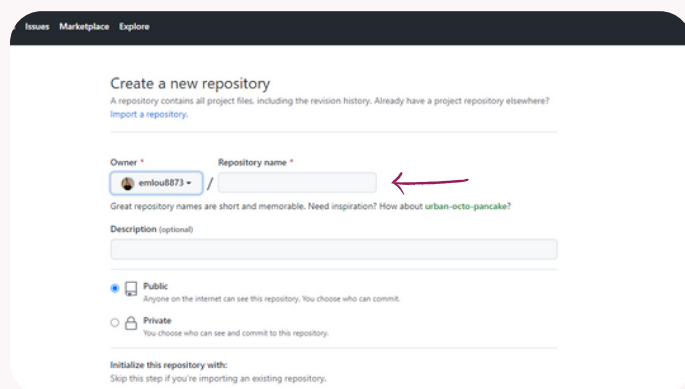 Issues Marketplace Explore
Create a new repository
A repository contains all project files, including the revision history. Already have a project repository elsewhere?
Import a repository.
Owner * Repository name *
emlou8873 /
Great repository names are short and memorable. Need inspiration? How about urban-octo-pancake?
Description (optional)
Public
Anyone on the internet can see this repository. You choose who can commit.
Private
You choose who can see and commit to this repository.
Initialize this repository with:
Skip this step if you're importing an existing repository.